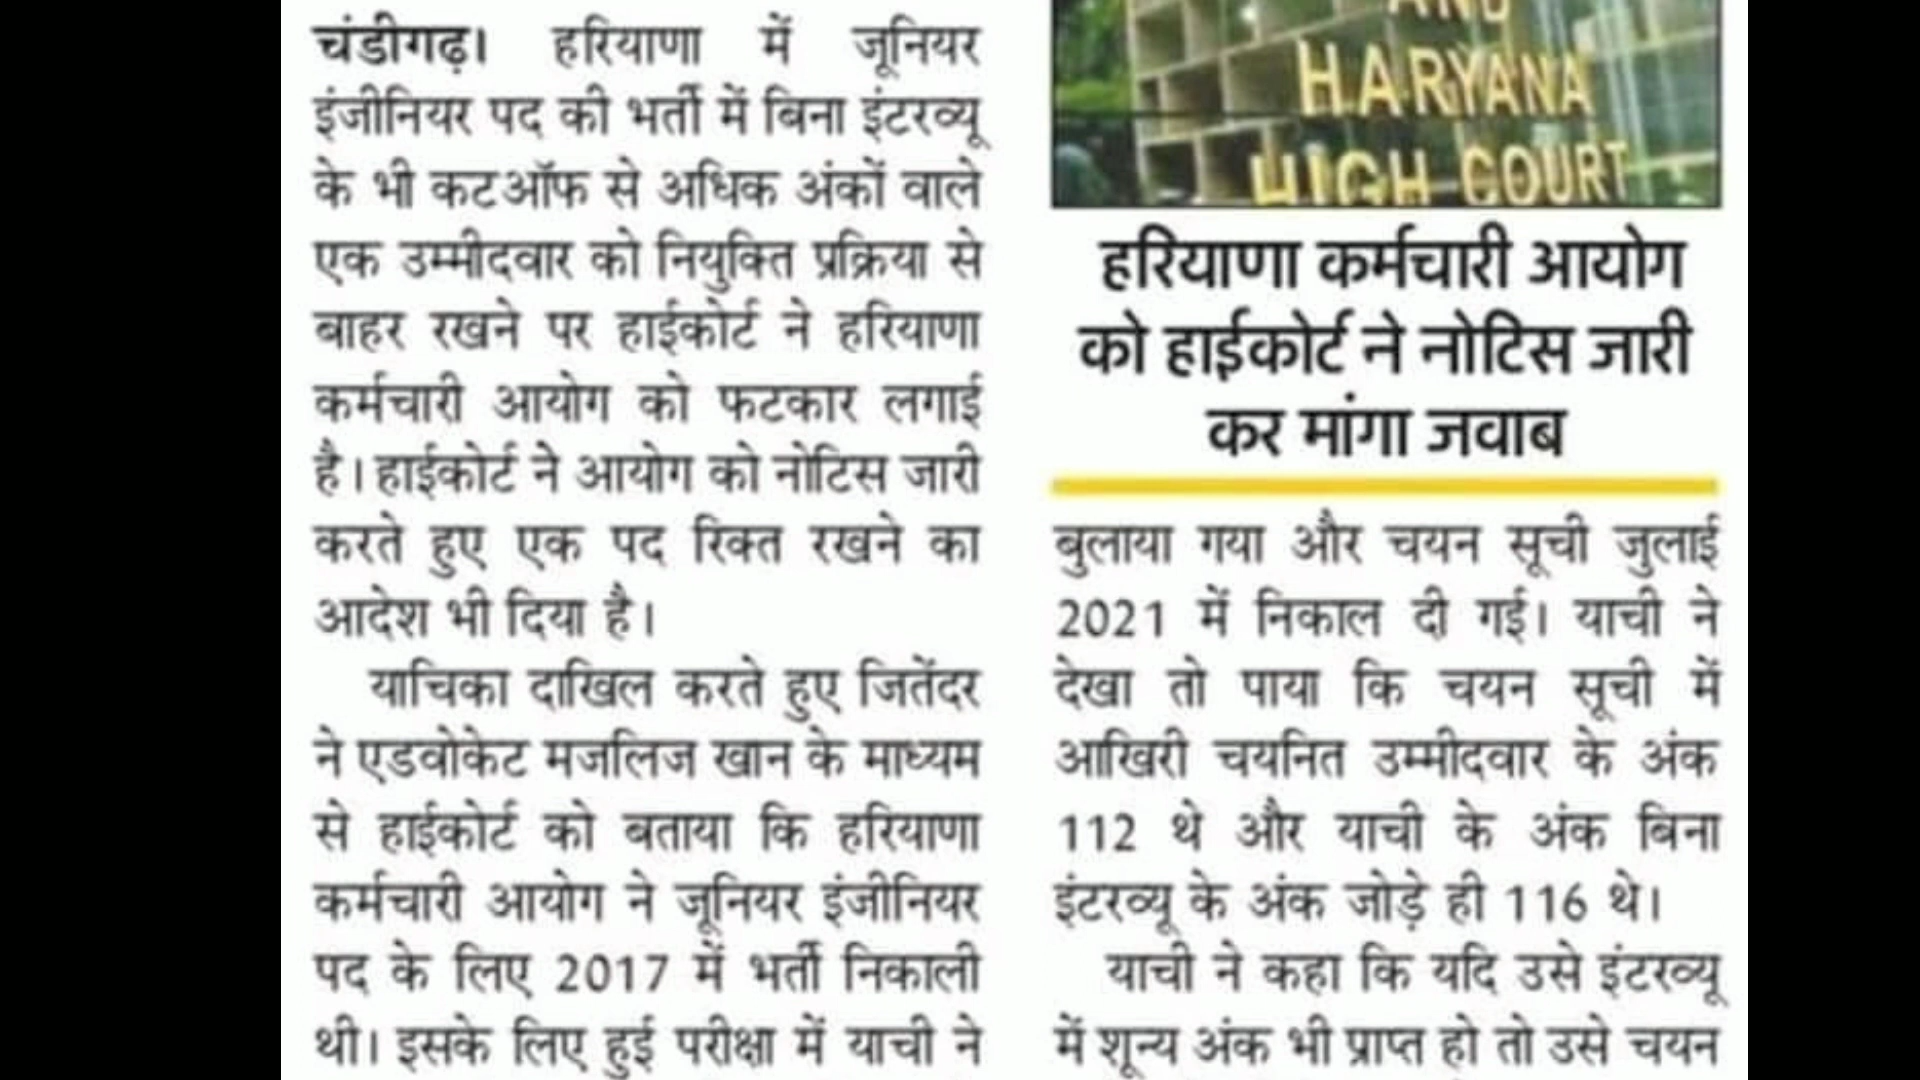 चंडीगढ़। हरियाणा में जूनियर
इंजीनियर पद की भर्ती में बिना इंटरव्यू
के भी कटऑफ से अधिक अंकों वाले
एक उम्मीदवार को नियुक्ति प्रक्रिया से
बाहर रखने पर हाईकोर्ट ने हरियाणा
कर्मचारी आयोग को फटकार लगाई
है। हाईकोर्ट ने आयोग को नोटिस जारी
करते हुए एक पद रिक्त रखने का
आदेश भी दिया है।
याचिका दाखिल करते हुए जितेंदर
ने एडवोकेट मजलिज खान के माध्यम
से हाईकोर्ट को बताया कि हरियाणा
कर्मचारी आयोग ने जूनियर इंजीनियर
पद के लिए 2017 में भर्ती निकाली
थी। इसके लिए हुई परीक्षा में याची ने
AND
HARYANA
HIGH COURT
हरियाणा कर्मचारी आयोग
को हाईकोर्ट ने नोटिस जारी
कर मांगा जवाब
बुलाया गया और चयन सूची जुलाई
2021 में निकाल दी गई। याची ने
देखा तो पाया कि चयन सूची में
आखिरी चयनित उम्मीदवार के अंक
112 थे और याची के अंक बिना
इंटरव्यू के अंक जोड़े ही 116 थे।
याची ने कहा कि यदि उसे इंटरव्यू
में शून्य अंक भी प्राप्त हो तो उसे चयन